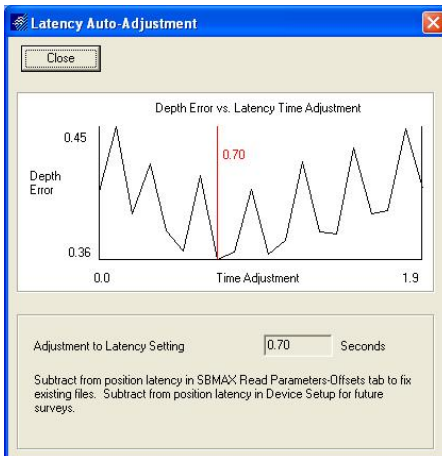 Latency Auto-Adjustment
Close
Depth Error vs. Latency Time Adjustment
0.45
0.70
Depth
Error
0.36
0.0 Time Adjustment 1.9
Adjustment to Latency Setting 0.70 Seconds
Subtract from position latency in SBMAX Read Parameters-Offsets tab to fix
existing files. Subtract from position latency in Device Setup for future
surveys.